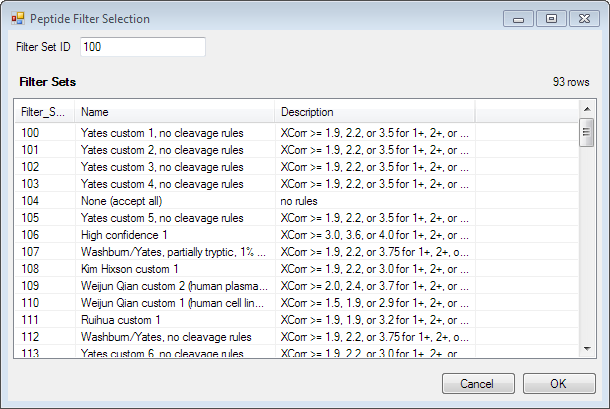 Peptide Filter Selection
Filter Set ID 100
Filter Sets 93 rows
Filter_S... Name Description
100 Yates custom 1, no cleavage rules XCorr >= 1.9, 2.2, or 3.5 for 1+, 2+, or ...
101 Yates custom 2, no cleavage rules XCorr >= 1.9, 2.2, or 3.5 for 1+, 2+, or ...
102 Yates custom 3, no cleavage rules XCorr >= 1.9, 2.2, or 3.5 for 1+, 2+, or ...
103 Yates custom 4, no cleavage rules XCorr >= 1.9, 2.2, or 3.5 for 1+, 2+, or ...
104 None (accept all) no rules
105 Yates custom 5, no cleavage rules XCorr >= 1.9, 2.2, or 3.5 for 1+, 2+, or ...
106 High confidence 1 XCorr >= 3.0, 3.6, or 4.0 for 1+, 2+, or ...
107 Washburn/Yates, partially tryptic, 1% ... XCorr >= 1.9, 2.2, or 3.75 for 1+, 2+, o...
108 Kim Hixson custom 1 XCorr >= 1.9, 2.2, or 3.0 for 1+, 2+, or ...
109 Weijun Qian custom 2 (human plasma... XCorr >= 2.0, 2.4, or 3.7 for 1+, 2+, or ...
110 Weijun Qian custom 1 (human cell lin... XCorr >= 1.5, 1.9, or 2.9 for 1+, 2+, or ...
111 Ruihua custom 1 XCorr >= 1.9, 1.9, or 3.2 for 1+, 2+, or ...
112 Washburn/Yates, no cleavage rules XCorr >= 1.9, 2.2, or 3.75 for 1+, 2+, o...
113 Yates custom 6, no cleavage rules XCorr >= 1.9, 2.2, or 3.0 for 1+, 2+, or ...
Cancel OK